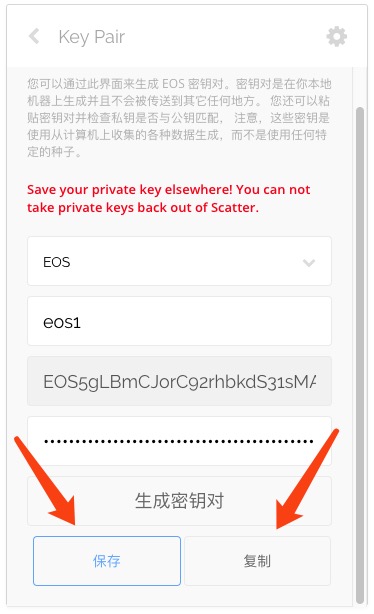 Key Pair
您可以通过此界面来生成 EOS 密钥对。密钥对是在你本地
机器上生成并且不会被传送到其它任何地方。 您还可以粘
贴密钥对并检查私钥是否与公钥匹配， 注意，这些密钥是
使用从计算机上收集的各种数据生成，而不是使用任何特
定的种子。
Save your private key elsewhere! You can not
take private keys back out of Scatter.
EOS
eos1
EOS5gLBmCJorC92rhbkdS31sMA
生成密钥对
保存
复制